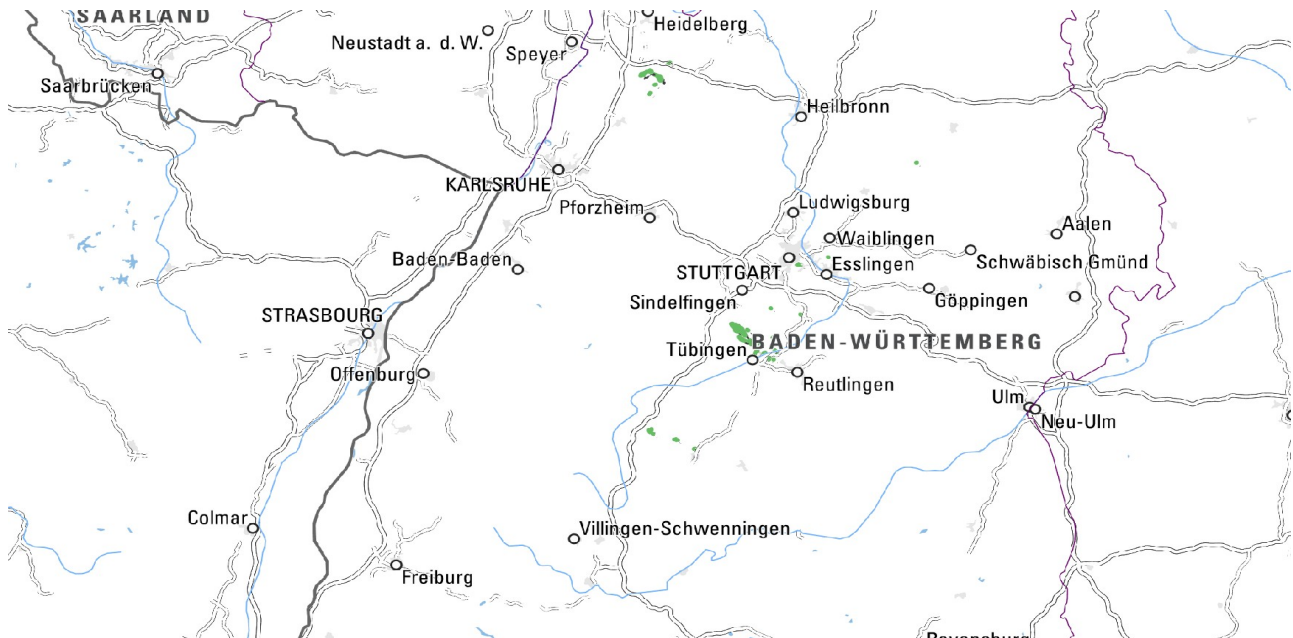 SAARLAND
Heidelberg
Neustadt a. d. W.
Speyer
Saarbrücken
Heilbronn
KARLSRUHE
Pforzheim
Ludwigsburg
Aalen
Waiblingen
Baden-Baden
Schwäbisch Gmünd
STUTTGART
Esslingen
Sindelfingen
Göppingen
STRASBOURG
BADEN-WÜRTTEMBERG
Tübingen
Offenburg
Reutlingen
Ulm
Neu-Ulm
Colmar
Villingen-Schwenningen
Freiburg
Ravensburg